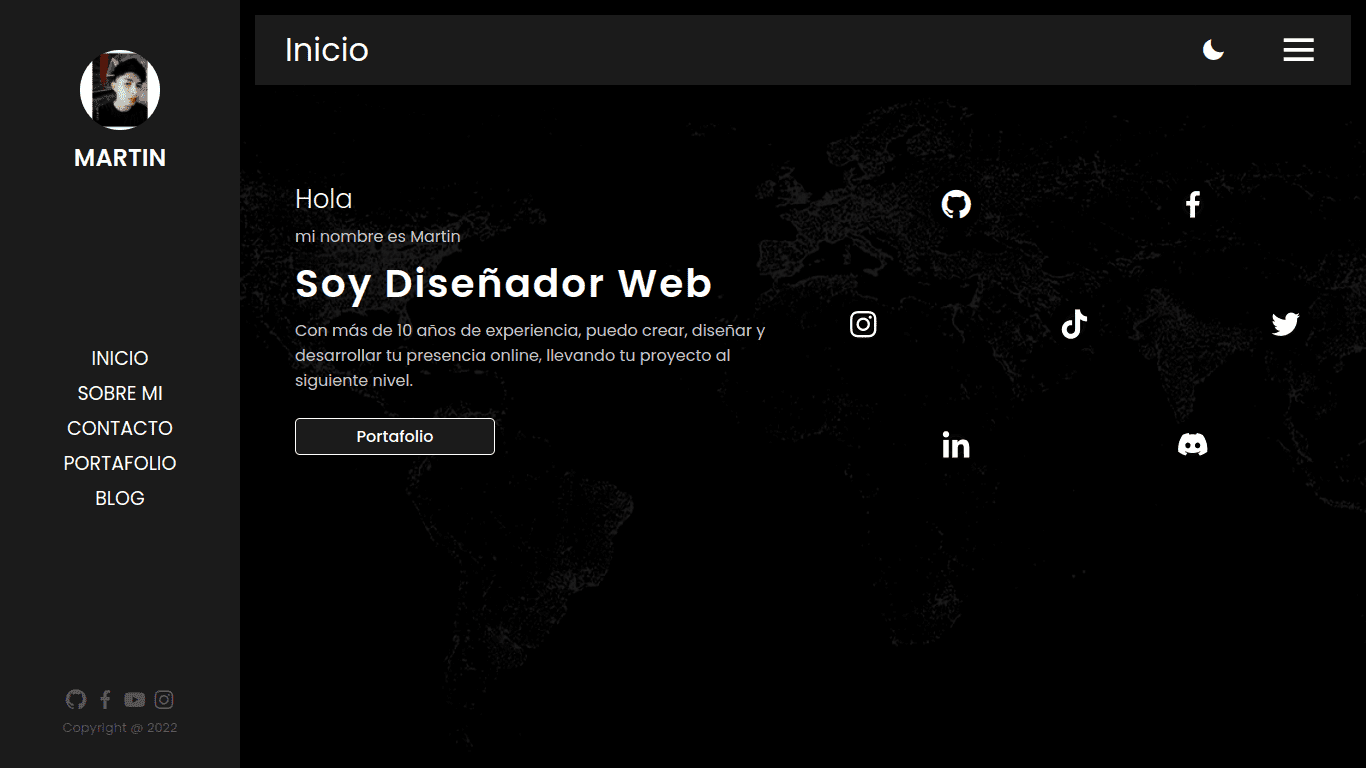 MARTIN
INICIO
SOBRE MI
CONTACTO
PORTAFOLIO
BLOG
Copyright @ 2022
Inicio
Hola
mi nombre es Martin
Soy Diseñador Web
Con más de 10 años de experiencia, puedo crear, diseñar y
desarrollar tu presencia online, llevando tu proyecto al
siguiente nivel.
Portafolio